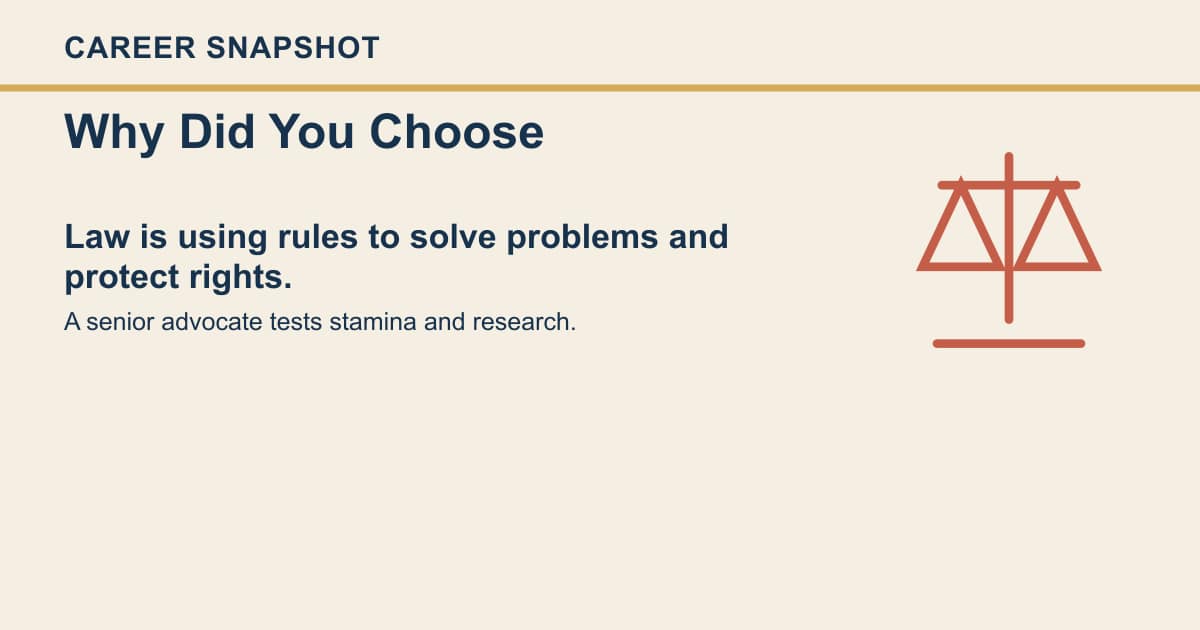 CAREER SNAPSHOT
Why Did You Choose
Law is using rules to solve problems and
protect rights.
A senior advocate tests stamina and research.